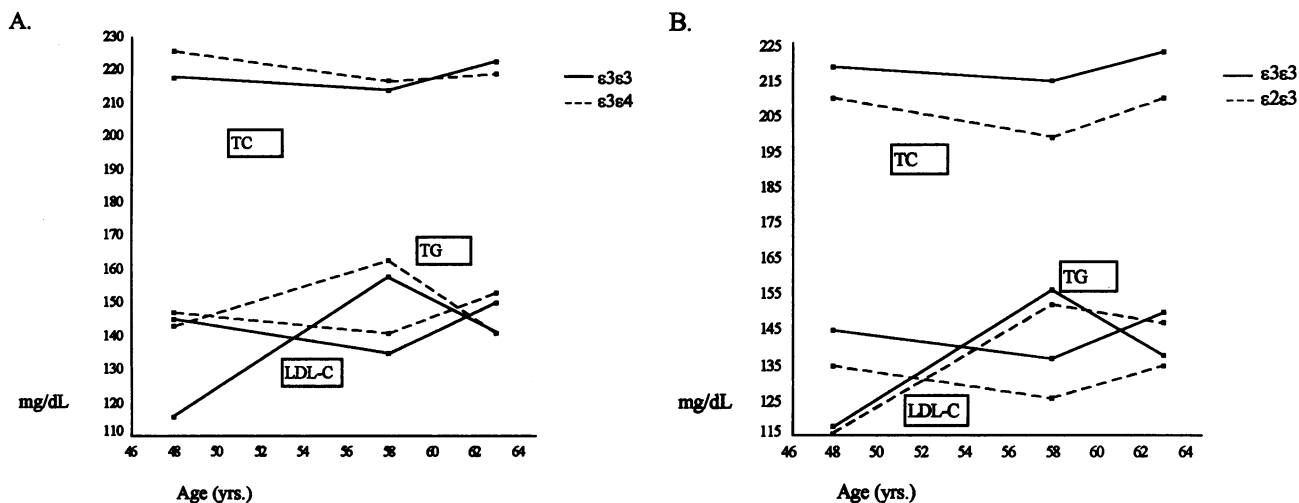 A.
230
220
210
200
190
180
170
160
150
140
130
120
110
mg/dL
46 48 50 52 54 56 58 60 62 64
Age (yrs.)
TC
TG
LDL-C
ε3ε3
ε3ε4
B.
225
215
205
195
185
175
165
155
145
135
125
115
mg/dL
46 48 50 52 54 56 58 60 62 64
Age (yrs.)
TC
TG
LDL-C
ε3ε3
ε2ε3